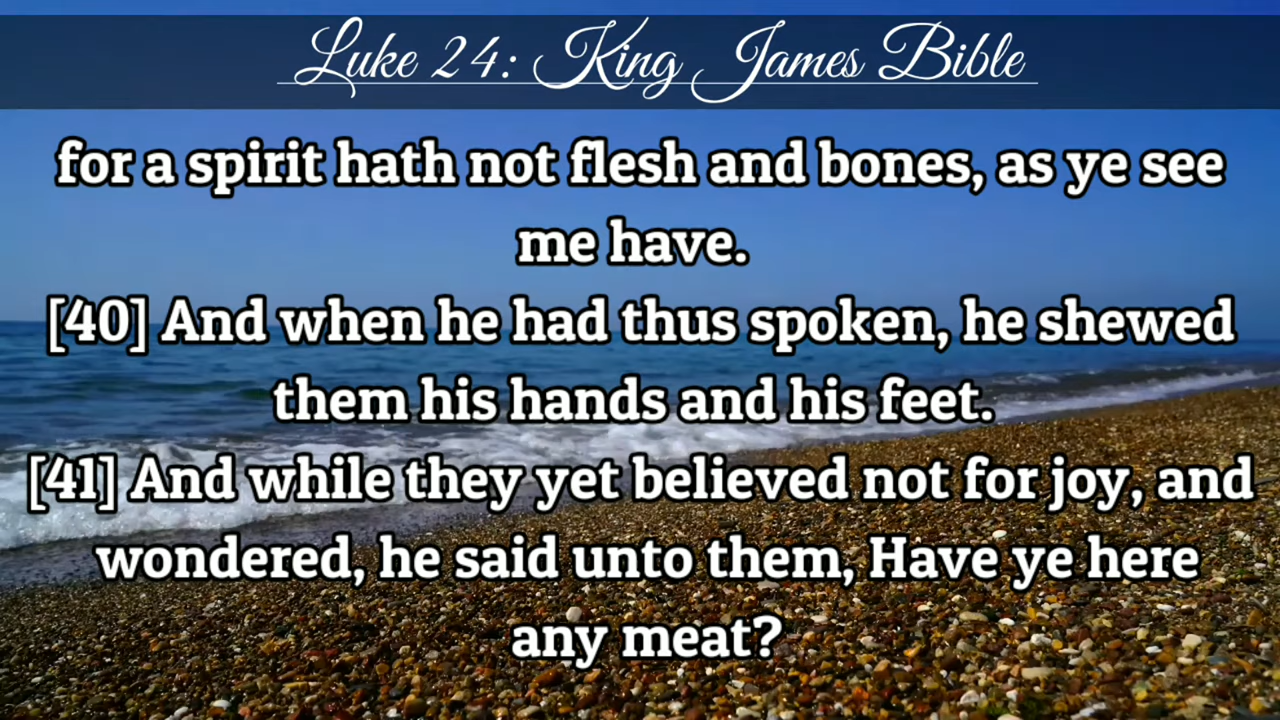 Luke 24: King James Bible
for a spirit hath not flesh and bones, as ye see
me have.
[40] And when he had thus spoken, he shewed
them his hands and his feet.
[41] And while they yet believed not for joy, and
wondered, he said unto them, Have ye here
any meat?